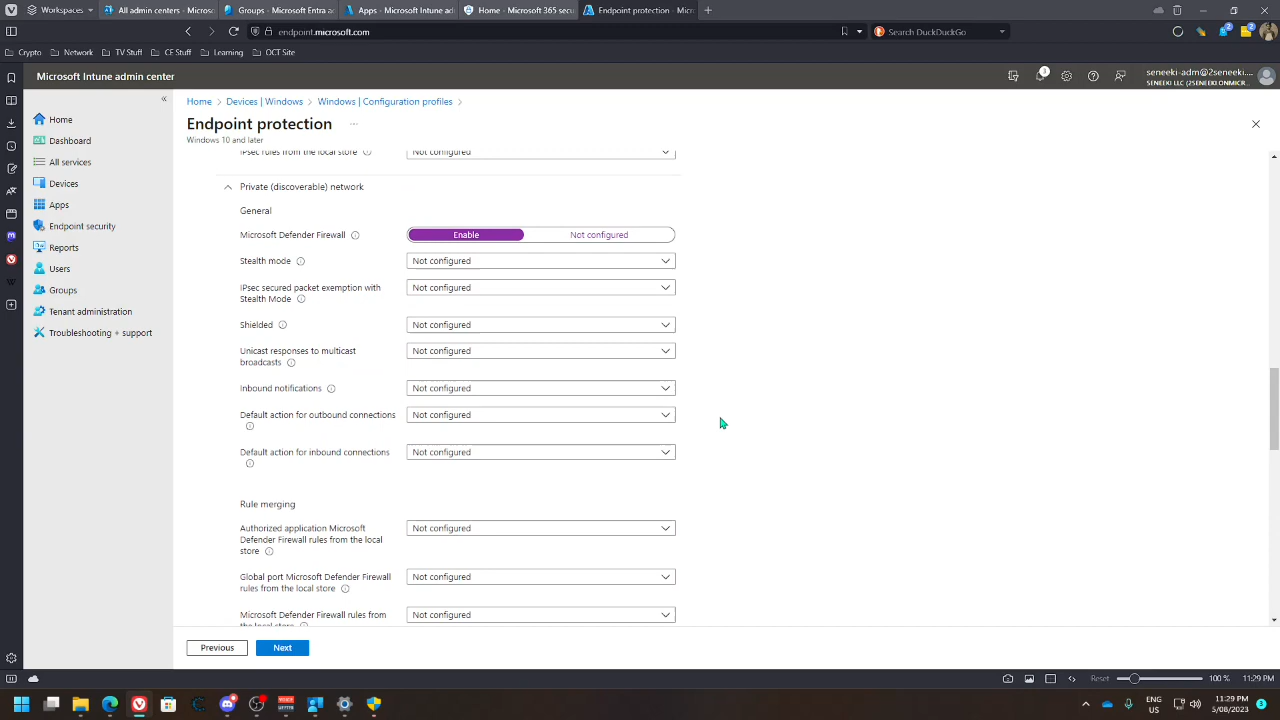 Workspaces
All admin centers - Micros
Groups - Microsoft Entra a
Apps - Microsoft Intune ad
Home - Microsoft 365 secu
Endpoint protection - Micr
endpoint.microsoft.com
Search DuckDuckGo
2
2
Crypto
Network
TV Stuff
CE Stuff
Learning
OCT Site
Microsoft Intune admin center
3
seneeki-adm@2seneeki....
SENEEKI LLC (2SENEEKI.ONMICR...
Home
Dashboard
All services
Devices
Apps
Endpoint security
Reports
Users
Groups
Tenant administration
Troubleshooting + support
Home > Devices | Windows > Windows | Configuration profiles >
Endpoint protection ...
Windows 10 and later
IPsec rules from the local store
Not configured
Private (discoverable) network
General
Microsoft Defender Firewall
Enable
Not configured
Stealth mode
Not configured
IPsec secured packet exemption with
Stealth Mode
Not configured
Shielded
Not configured
Unicast responses to multicast
broadcasts
Not configured
Inbound notifications
Not configured
Default action for outbound connections
Not configured
Default action for inbound connections
Not configured
Rule merging
Authorized application Microsoft
Defender Firewall rules from the local
store
Not configured
Global port Microsoft Defender Firewall
rules from the local store
Not configured
Microsoft Defender Firewall rules from
the local store
Not configured
Previous
Next
Reset
100 %
11:29 PM
ENG
US
11:29 PM
5/08/2023
3